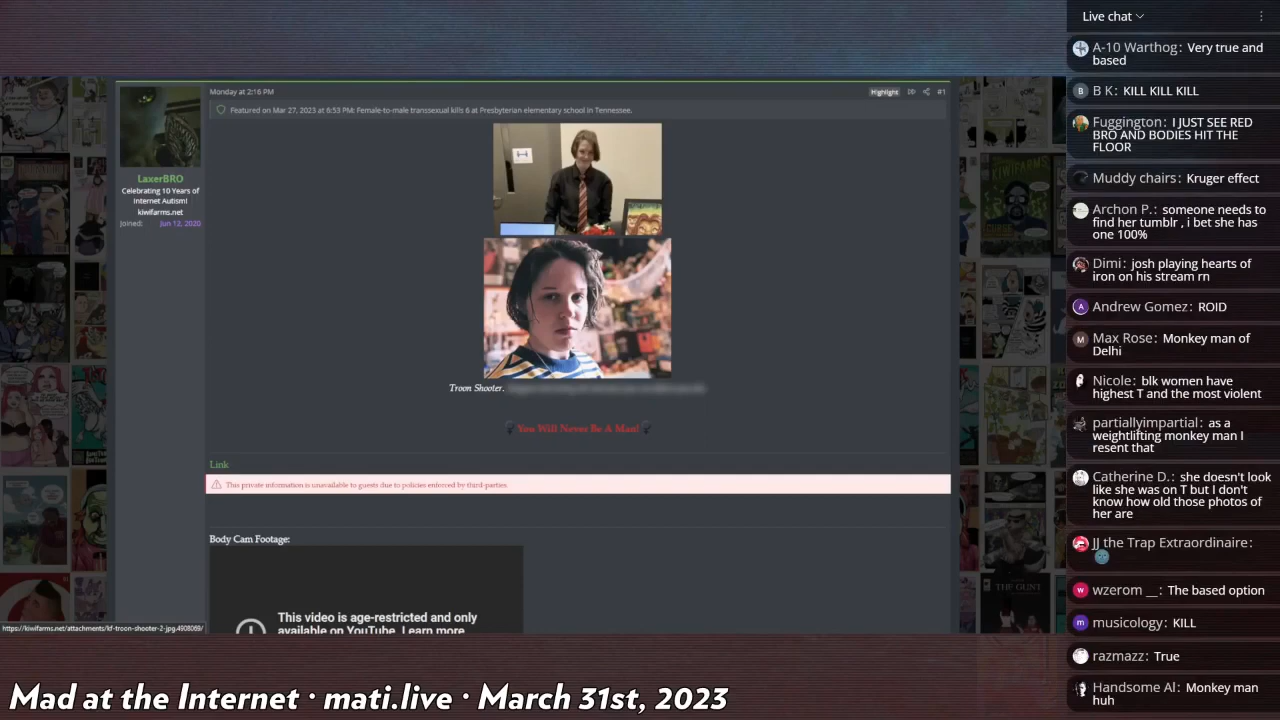 Monday at 2:16 PM
Highlight
#1
Featured on Mar 27, 2023 at 6:53 PM: Female-to-male transsexual kills 6 at Presbyterian elementary school in Tennessee.
LaxerBRO
Celebrating 10 Years of
Internet Autism!
kiwifarms.net
Joined: Jun 12, 2020
Troon Shooter.
You Will Never Be A Man!
Link
This private information is unavailable to guests due to policies enforced by third-parties.
Body Cam Footage:
This video is age-restricted and only
available on YouTube. Learn more
https://kiwifarms.net/attachments/kf-troon-shooter-2-jpg.4908069/
KIWIFARMS
THE GUNT
Mad at the Internet · mati.live · March 31st, 2023
Live chat
A-10 Warthog: Very true and
based
B K: KILL KILL KILL
Fuggington: I JUST SEE RED
BRO AND BODIES HIT THE
FLOOR
Muddy chairs: Kruger effect
Archon P.: someone needs to
find her tumblr , i bet she has
one 100%
Dimi: josh playing hearts of
iron on his stream rn
Andrew Gomez: ROID
Max Rose: Monkey man of
Delhi
Nicole: blk women have
highest T and the most violent
partiallyimpartial: as a
weightlifting monkey man I
resent that
Catherine D.: she doesn't look
like she was on T but I don't
know how old those photos of
her are
JJ the Trap Extraordinaire:
wzerom __: The based option
musicology: KILL
razmazz: True
Handsome Al: Monkey man
huh